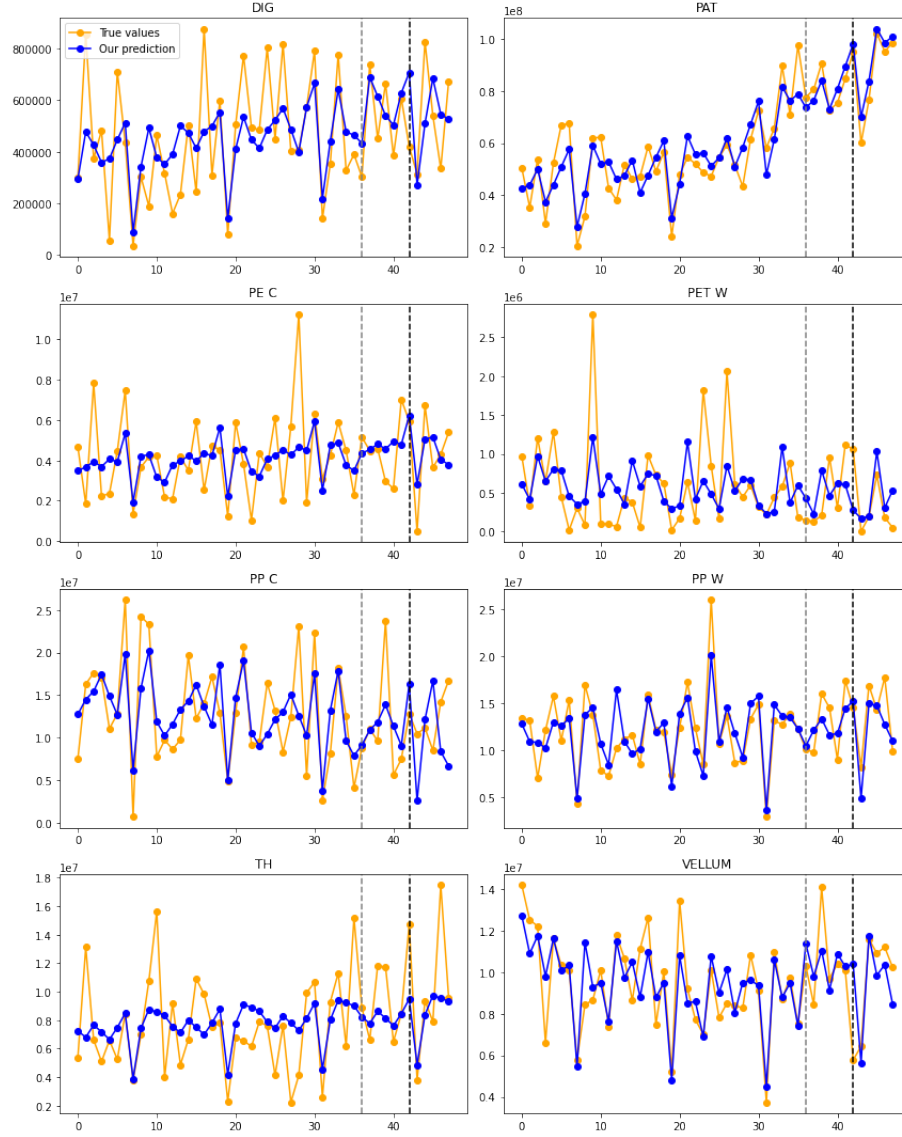 DIG
True values
Our prediction
800000
600000
400000
200000
0
0 10 20 30 40
PAT
1e8
1.0
0.8
0.6
0.4
0.2
0 10 20 30 40
PE C
1e7
1.0
0.8
0.6
0.4
0.2
0.0
0 10 20 30 40
PET W
1e6
2.5
2.0
1.5
1.0
0.5
0.0
0 10 20 30 40
PP C
1e7
2.5
2.0
1.5
1.0
0.5
0.0
0 10 20 30 40
PP W
1e7
2.5
2.0
1.5
1.0
0.5
0 10 20 30 40
TH
1e7
1.8
1.6
1.4
1.2
1.0
0.8
0.6
0.4
0.2
0 10 20 30 40
VELLUM
1e7
1.4
1.2
1.0
0.8
0.6
0.4
0 10 20 30 40